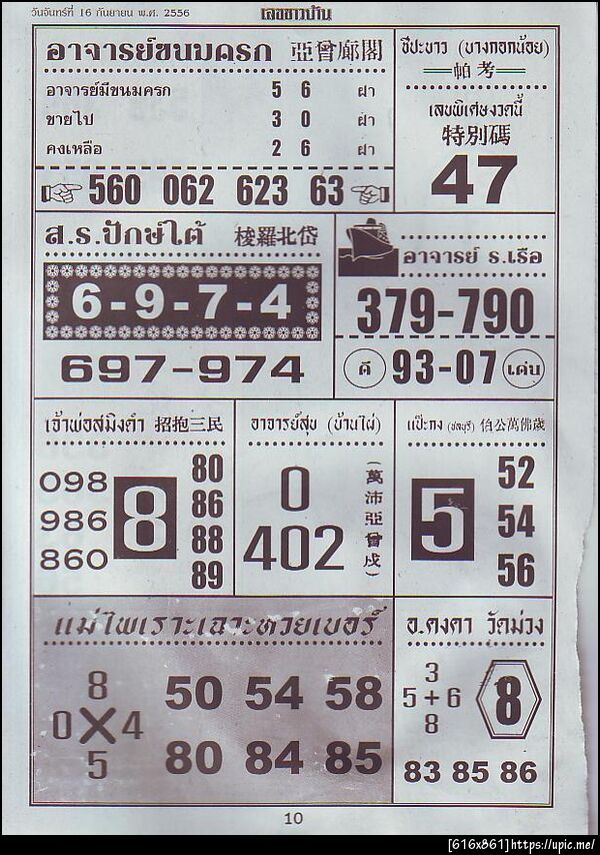 วันจันทร์ที่ 16 กันยายน พ.ศ. 2556
เลขชาวบ้าน
อาจารย์ขนมครก 亞曾廊閣
อาจารย์มีขนมครก 5 6 ฝา
ขายไป 3 0 ฝา
คงเหลือ 2 6 ฝา
560 062 623 63
ชีปะขาว (บางกอกน้อย)
帕考
เลขพิเศษงวดนี้
特別碼
47
ส.ร.ปักษ์ใต้ 梭羅北岱
6-9-7-4
697-974
อาจารย์ ร.เรือ
379-790
ดี 93-07 เด่น
เจ้าพ่อสมิงดำ 招抱三民
098
986
860
8
80
86
88
89
อาจารย์สุข (บ้านไผ่)
0
402
(萬沛亞曾戍)
แป๊ะกง (ชลบุรี) 伯公萬佛歲
5
52
54
56
แม่ไพเราะเฉาะหวยเบอร์
8
0 X 4
5
50 54 58
80 84 85
อ.คงคา วัดม่วง
3
5 + 6
8
8
83 85 86
10
[616x861]https://upic.me/